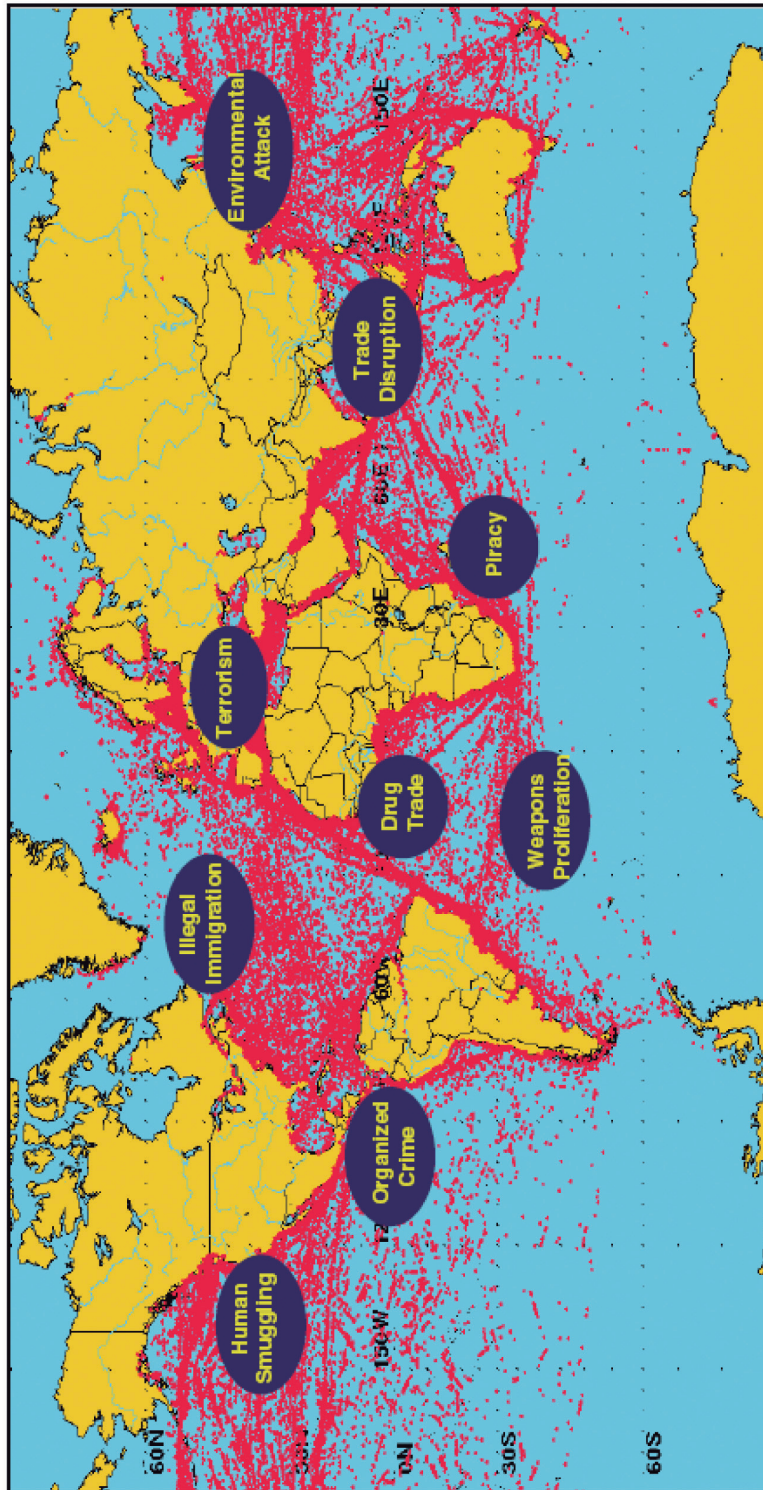 Human
Smuggling
Organized
Crime
Illegal
Immigration
Drug
Trade
Weapons
Proliferation
Terrorism
Piracy
Trade
Disruption
Environmental
Attack
60N
0N
30S
60S
150W
60W
30E
60E
150E